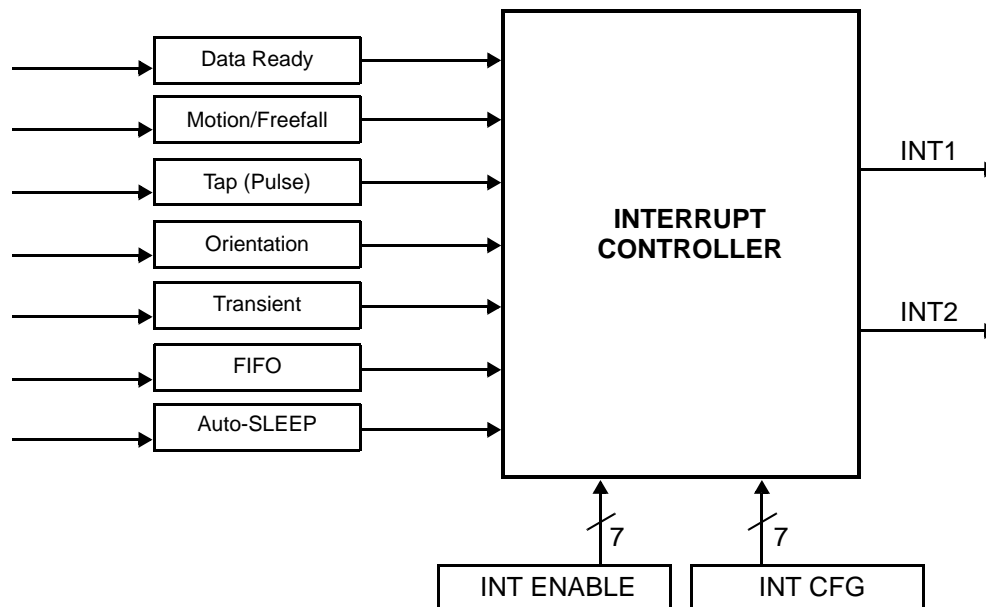 Data Ready
Motion/Freefall
Tap (Pulse)
Orientation
Transient
FIFO
Auto-SLEEP
INTERRUPT
CONTROLLER
INT1
INT2
7
7
INT ENABLE
INT CFG